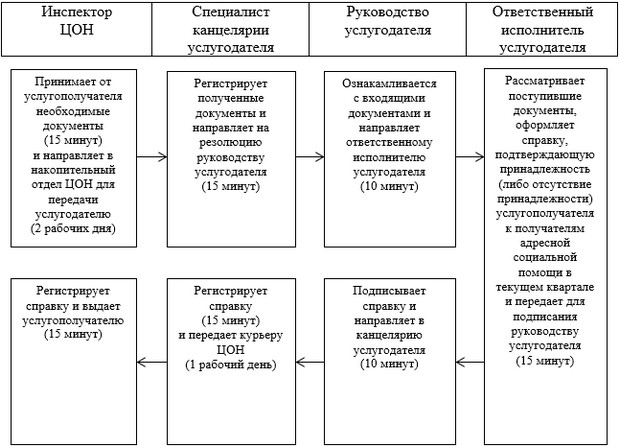 Инспектор
ЦОН
Специалист
канцелярии
услугодателя
Руководство
услугодателя
Ответственный
исполнитель
услугодателя
Принимает от
услугополучателя
необходимые
документы
(15 минут)
и направляет в
накопительный
отдел ЦОН для
передачи
услугодателю
(2 рабочих дня)
Регистрирует
полученные
документы и
направляет на
резолюцию
руководству
услугодателя
(15 минут)
Ознакамливается
с входящими
документами и
направляет
ответственному
исполнителю
услугодателя
(10 минут)
Рассматривает
поступившие
документы,
оформляет
справку,
подтверждающую
принадлежность
(либо отсутствие
принадлежности)
услугополучателя
к получателям
адресной
социальной
помощи в
текущем квартале
и передает для
подписания
руководству
услугодателя
(15 минут)
Подписывает
справку и
направляет в
канцелярию
услугодателя
(10 минут)
Регистрирует
справку
(15 минут)
и передает курьеру
ЦОН
(1 рабочий день)
Регистрирует
справку и выдает
услугополучателю
(15 минут)